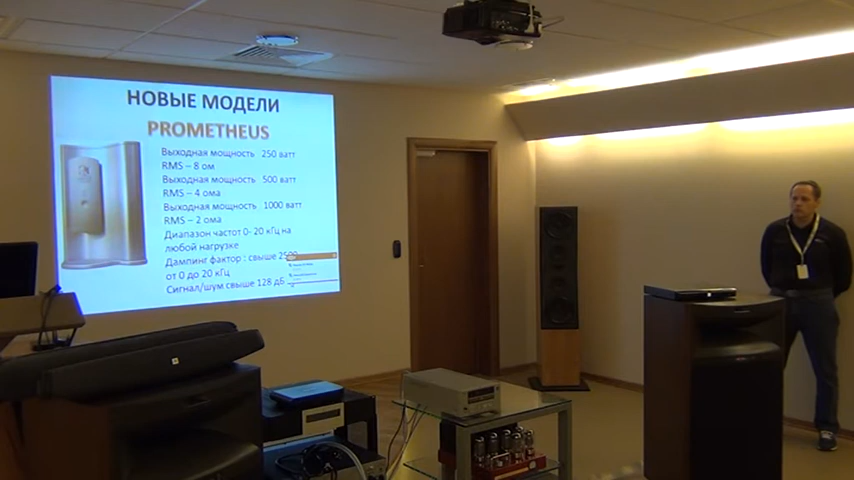 НОВЫЕ МОДЕЛИ
PROMETHEUS
Выходная мощность 250 ватт
RMS – 8 ом
Выходная мощность 500 ватт
RMS – 4 ома
Выходная мощность 1000 ватт
RMS – 2 ома
Диапазон частот 0- 20 кГц на
любой нагрузке
Дампинг фактор : свыше
от 0 до 20 кГц
Сигнал/шум свыше 128 дБ